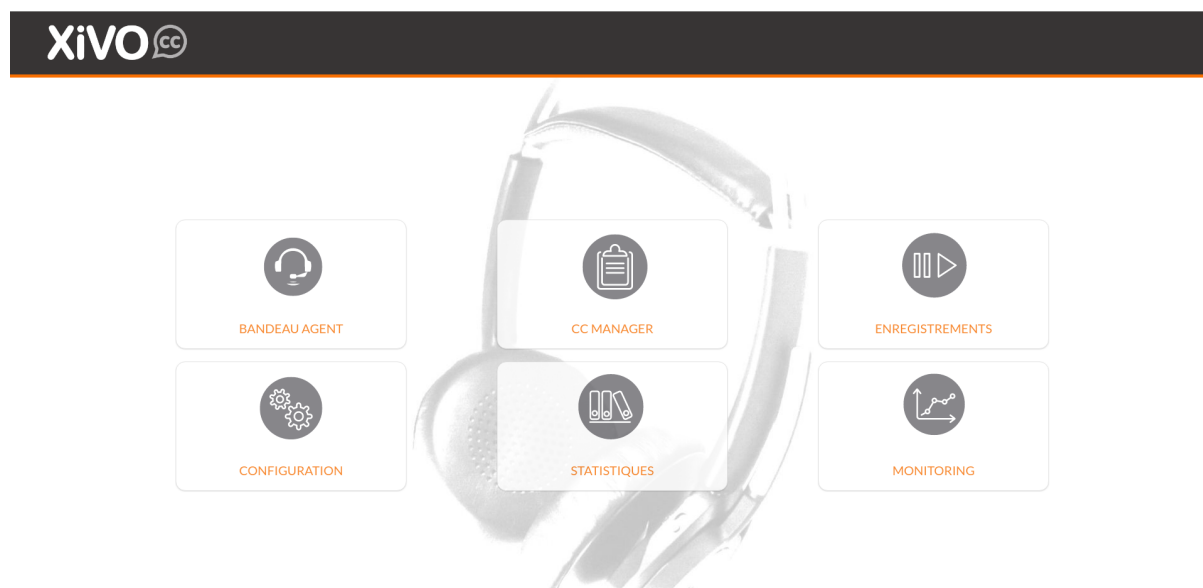 XiVO CC
BANDEAU AGENT
CC MANAGER
ENREGISTREMENTS
CONFIGURATION
STATISTIQUES
MONITORING